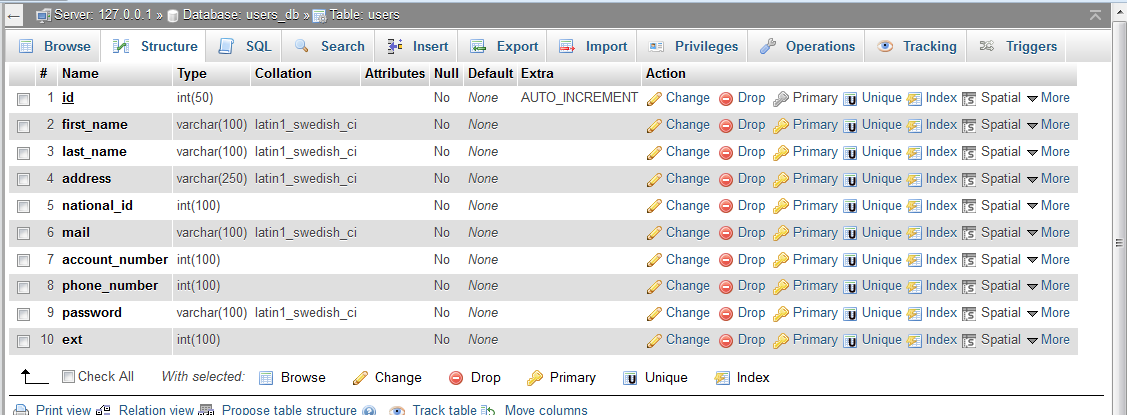 Server: 127.0.0.1 » Database: users_db » Table: users
Browse Structure SQL Search Insert Export Import Privileges Operations Tracking Triggers
# Name Type Collation Attributes Null Default Extra Action
1 id int(50) No None AUTO_INCREMENT Change Drop Primary Unique Index Spatial More
2 first_name varchar(100) latin1_swedish_ci No None Change Drop Primary Unique Index Spatial More
3 last_name varchar(100) latin1_swedish_ci No None Change Drop Primary Unique Index Spatial More
4 address varchar(250) latin1_swedish_ci No None Change Drop Primary Unique Index Spatial More
5 national_id int(100) No None Change Drop Primary Unique Index Spatial More
6 mail varchar(100) latin1_swedish_ci No None Change Drop Primary Unique Index Spatial More
7 account_number int(100) No None Change Drop Primary Unique Index Spatial More
8 phone_number int(100) No None Change Drop Primary Unique Index Spatial More
9 password varchar(100) latin1_swedish_ci No None Change Drop Primary Unique Index Spatial More
10 ext int(100) No None Change Drop Primary Unique Index Spatial More
Check All With selected: Browse Change Drop Primary Unique Index
Print view Relation view Propose table structure Track table Move columns